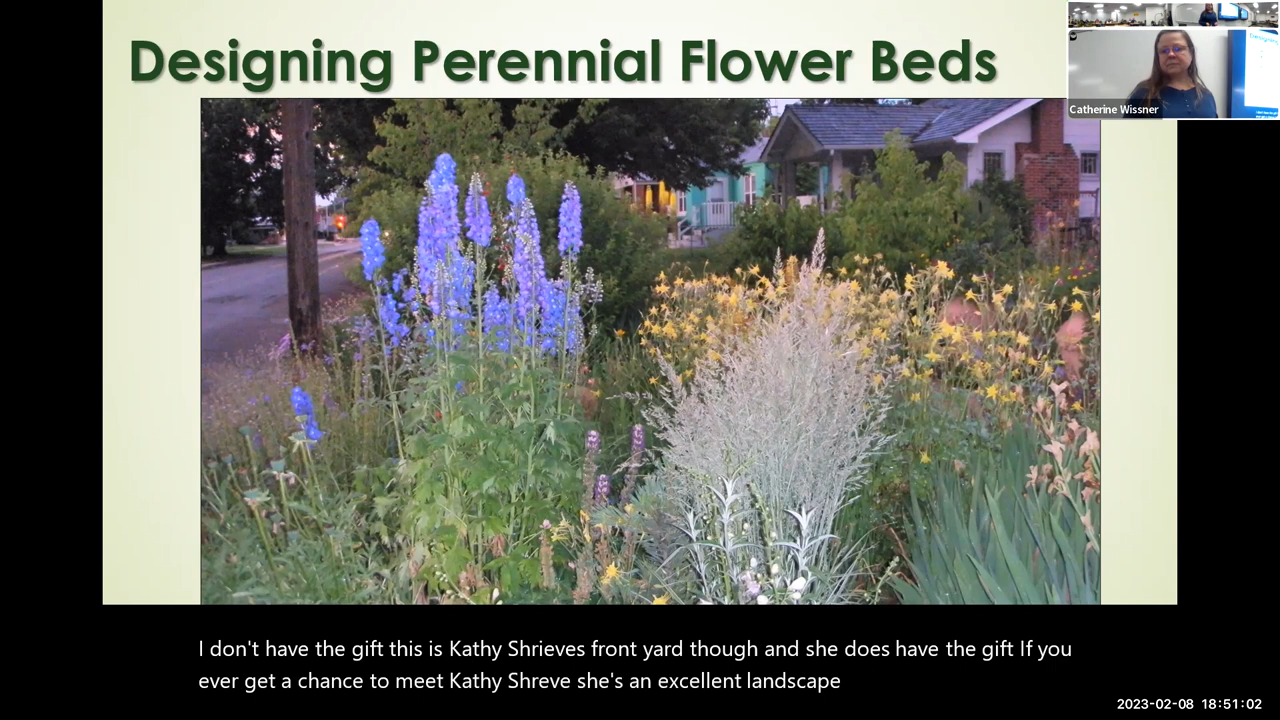 Designing Perennial Flower Beds
Catherine Wissner
I don't have the gift this is Kathy Shrieves front yard though and she does have the gift If you
ever get a chance to meet Kathy Shreve she's an excellent landscape
2023-02-08 18:51:02